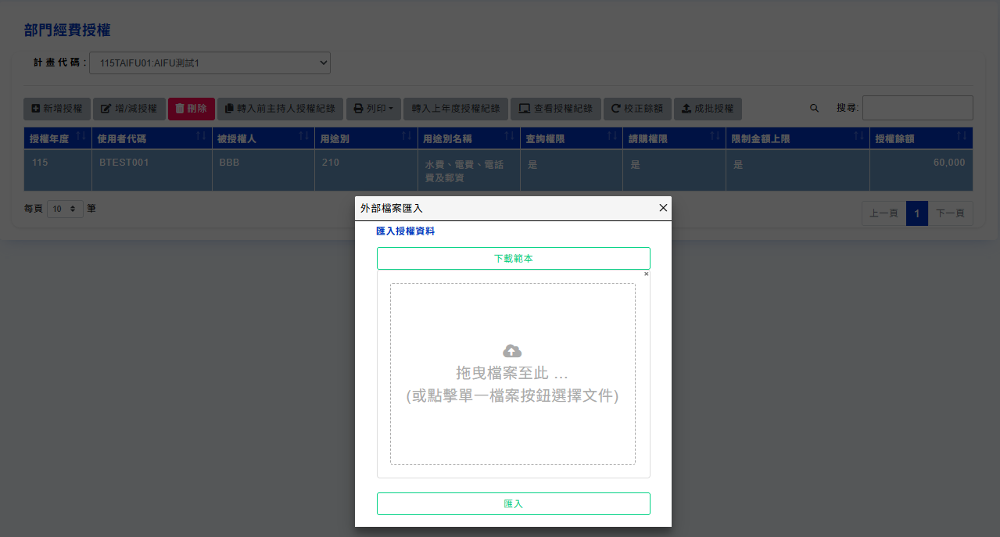 部門經費授權
計畫代碼: 115TAIFU01:AIFU測試1
新增授權 增/減授權 刪除 轉入前主持人授權紀錄 列印 轉入上年度授權紀錄 查看授權紀錄 校正餘額 成批授權 搜尋:
授權年度 使用者代碼 被授權人 用途別 用途別名稱 查詢權限 請購權限 限制金額上限 授權餘額
115 BTEST001 BBB 210 水費、電費、電話 是 是 是 60,000
費及郵資
每頁 10 筆 上一頁 1 下一頁
外部檔案匯入 ×
匯入授權資料
下載範本
×
拖曳檔案至此 ...
(或點擊單一檔案按鈕選擇文件)
匯入